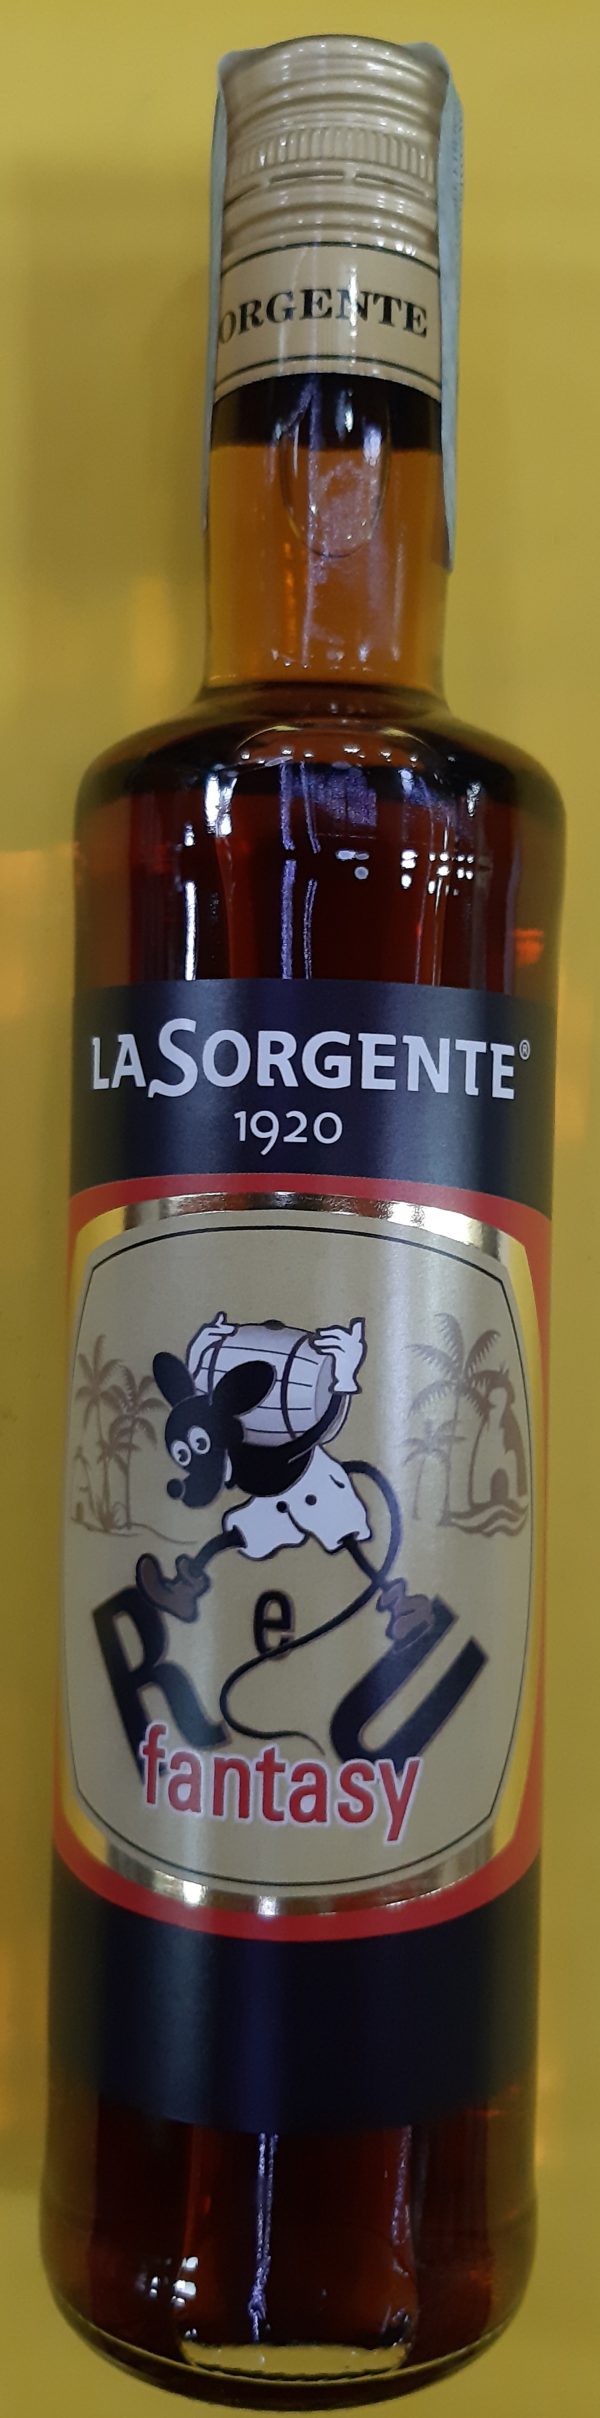 ORGENTE
LASORGENTE®
1920
R e U
fantasy